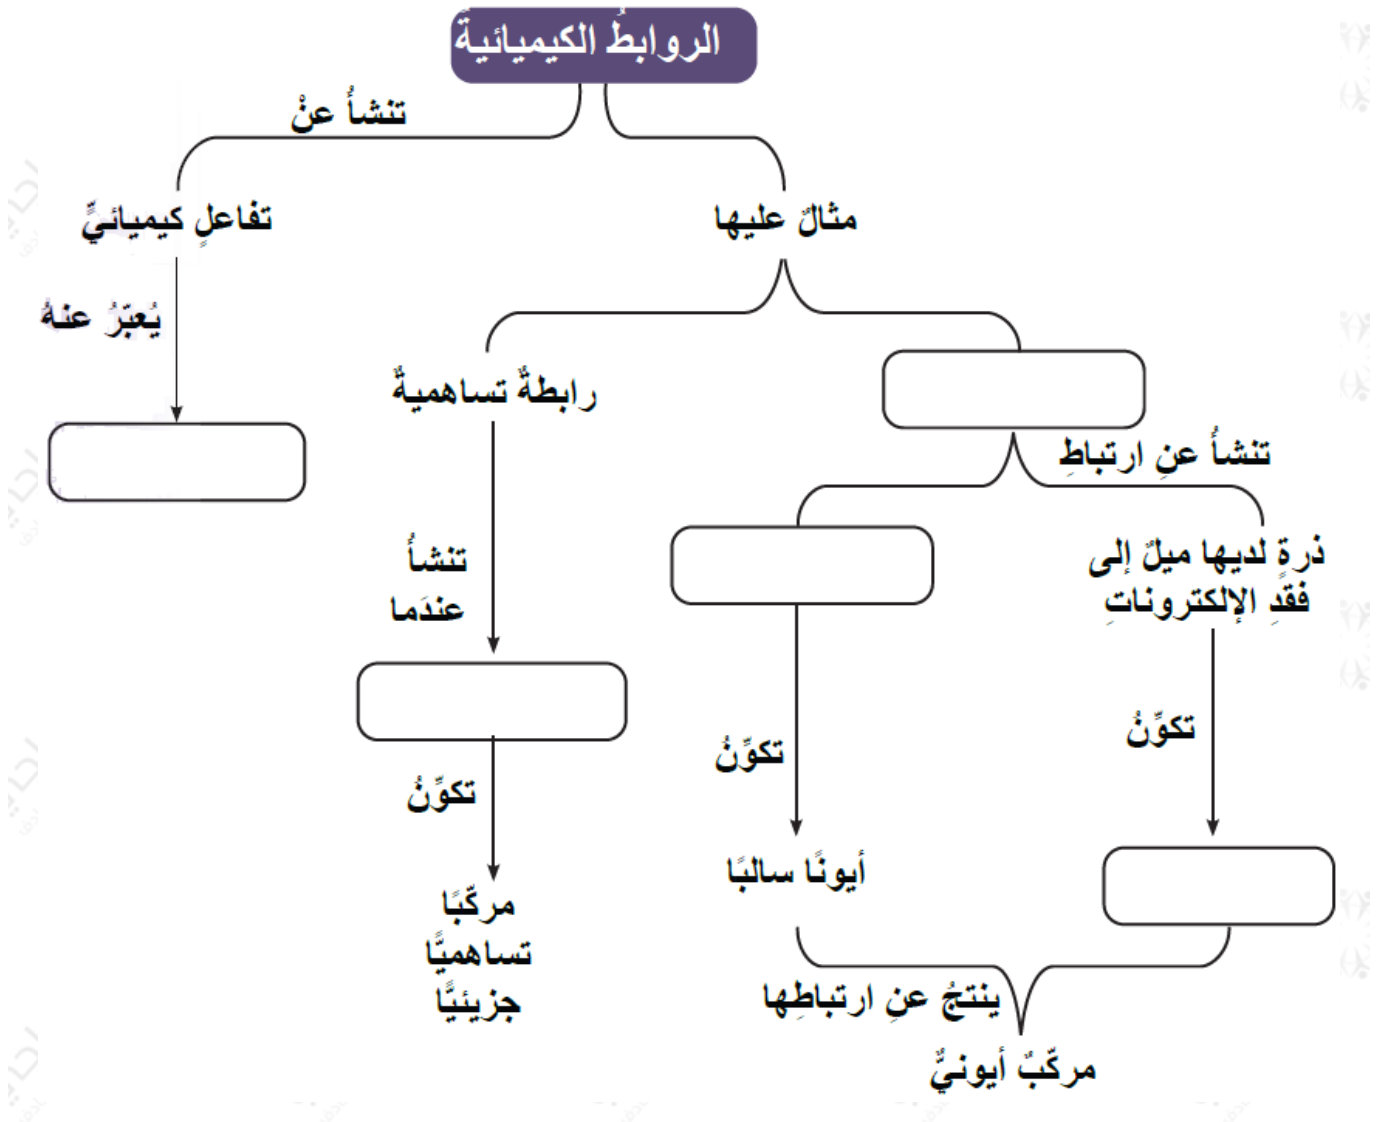 الروابطُ الكيميائيةُ
تنشأُ عنْ
تفاعلٍ كيميائيٍّ
مثالٌ عليها
يُعبّرُ عنهُ
رابطةٌ تساهميةٌ
تنشأُ عنِ ارتباطِ
ذرةٍ لديها ميلٌ إلى
فقدِ الإلكتروناتِ
تنشأُ
عندَما
تكوِّنُ
تكوِّنُ
تكوِّنُ
أيونًا سالبًا
مركّبًا
تساهميًّا
جزيئيًّا
ينتجُ عنِ ارتباطِها
مركّبٌ أيونيٌّ